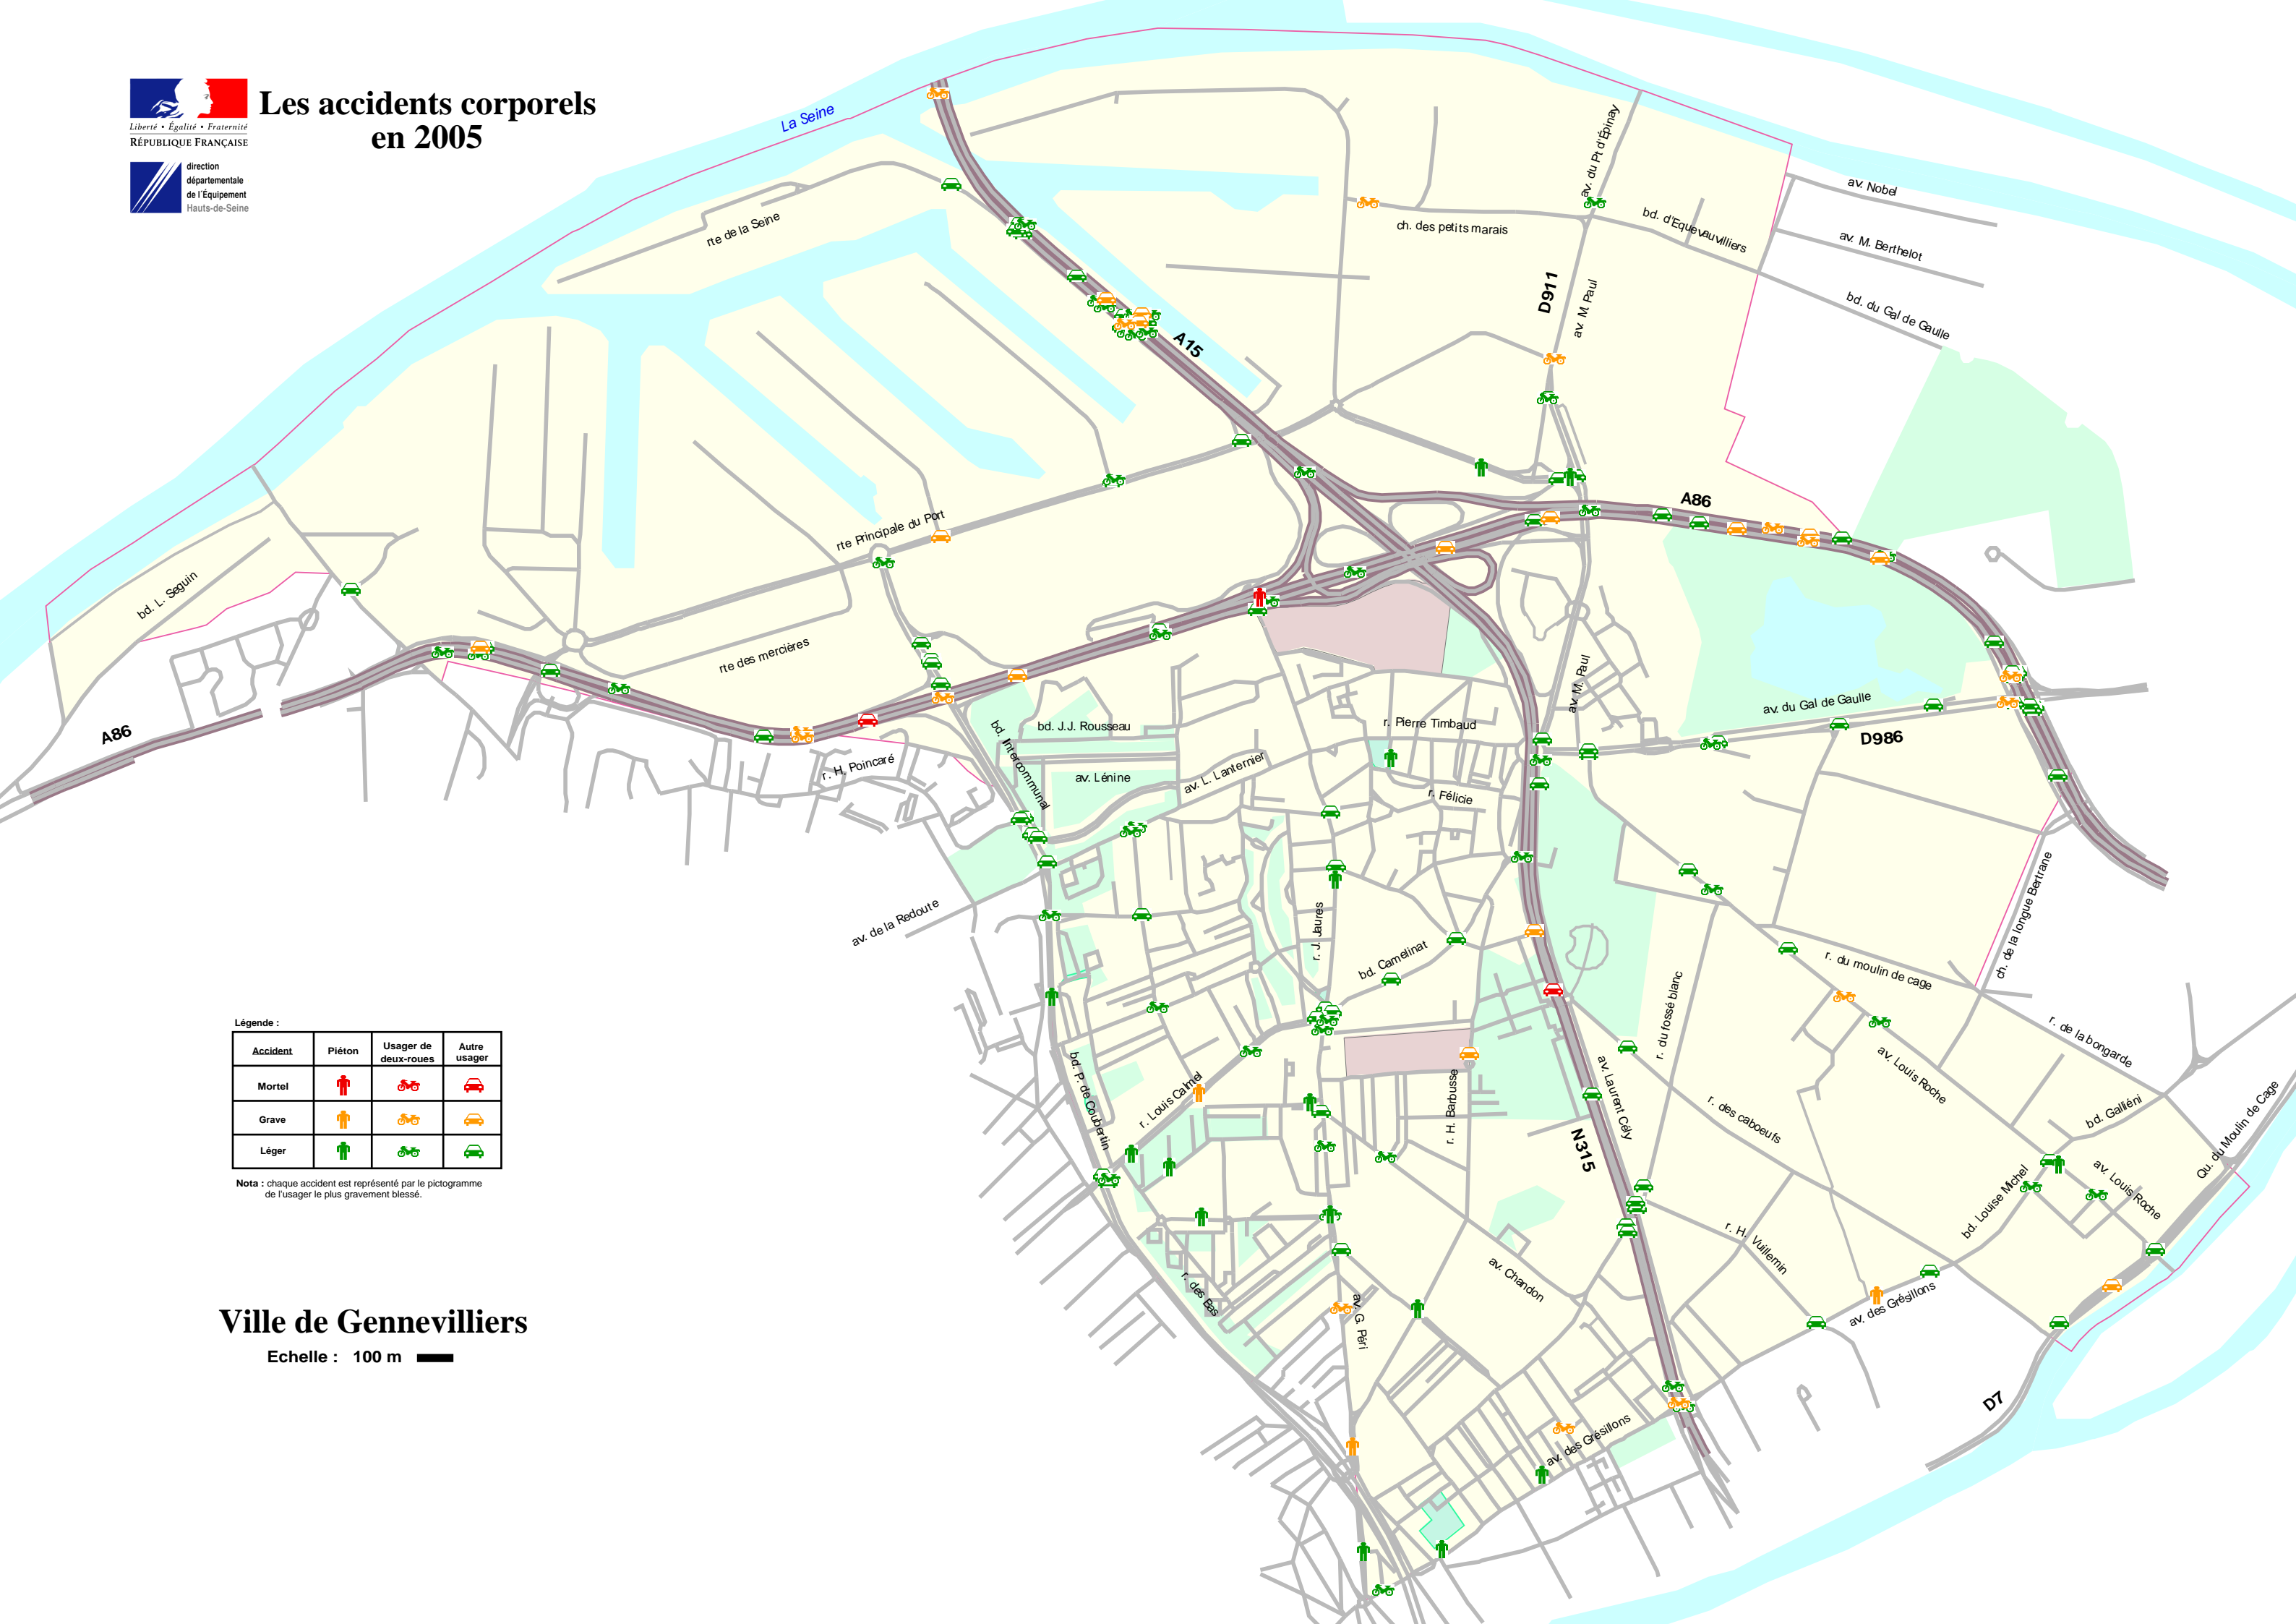 Les accidents corporels
en 2005
Liberté • Égalité • Fraternité
RÉPUBLIQUE FRANÇAISE
direction
départementale
de l'Équipement
Hauts-de-Seine
La Seine
av. du Pt d'Épinay
av. Nobel
rte de la Seine
ch. des petits marais
bd. d'Equevauvilliers
av. M. Berthelot
D911
av. M. Paul
bd. du Gal de Gaulle
A15
A86
rte Principale du Port
bd. L. Seguin
rte des mercières
av. M. Paul
av. du Gal de Gaulle
A86
D986
bd. J.J. Rousseau
r. Pierre Timbaud
bd. Intercommunal
r. H. Poincaré
av. Lénine
av. L. Lanternier
r. Félicie
av. de la Redoute
r. J. Jaures
bd. Camelinat
ch. de la longue Bertrane
r. du moulin de cage
r. du fossé blanc
r. de la bongarde
Légende :
Accident
Piéton
Usager de
deux-roues
Autre
usager
Mortel
Grave
Léger
Nota : chaque accident est représenté par le pictogramme
de l'usager le plus gravement blessé.
bd. P. de Coubertin
r. Louis Calmel
r. H. Barbusse
av. Laurent Cély
N315
r. des caboeufs
av. Louis Roche
bd. Galliéni
Qu. du Moulin de Cage
av. Louis Roche
bd. Louise Michel
r. H. Vuillemin
r. des Bas
av. Chandon
av. G. Péri
av. des Grésillons
av. des Grésillons
D7
Ville de Gennevilliers
Echelle : 100 m